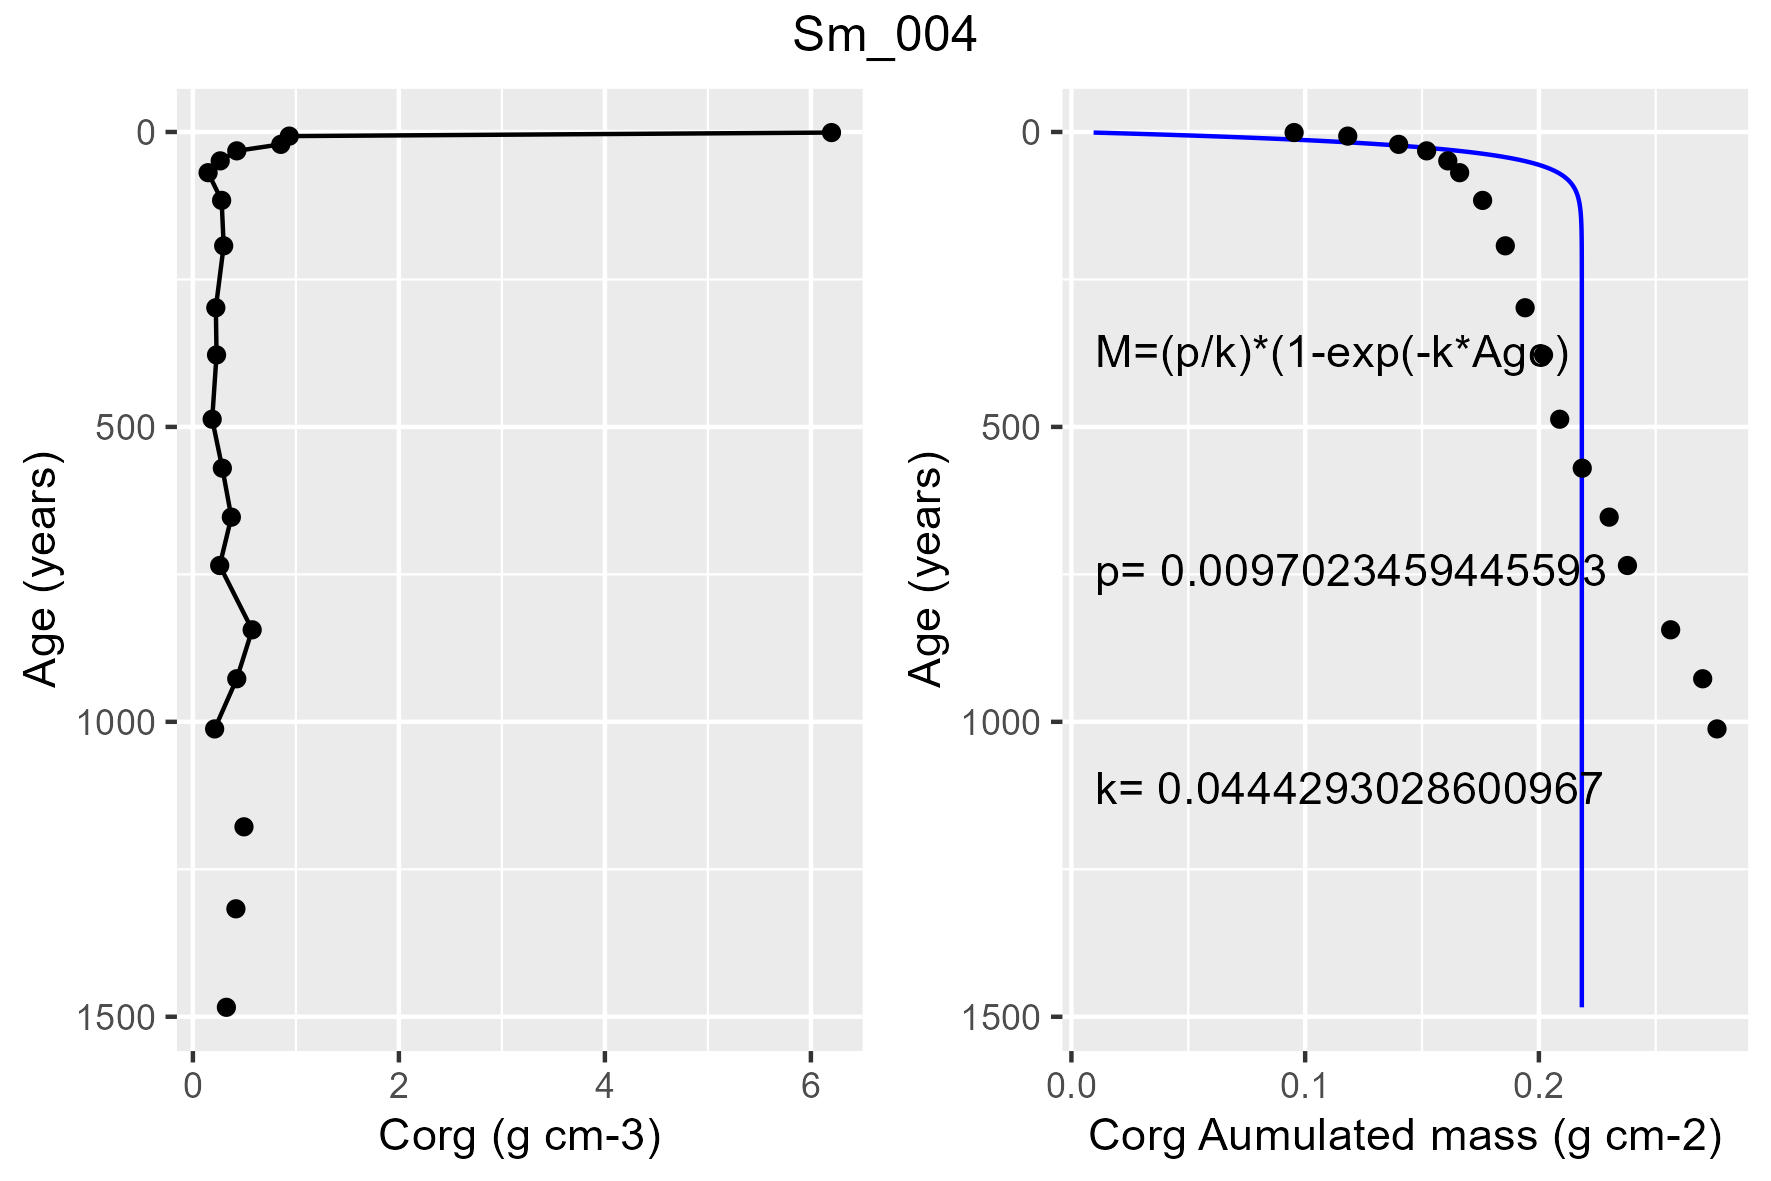 Sm_004
0
500
1000
1500
Age (years)
0 2 4 6
Corg (g cm-3)
0
500
1000
1500
Age (years)
M=(p/k)*(1-exp(-k*Age)
p= 0.0097023459445593
k= 0.0444293028600967
0.0 0.1 0.2
Corg Aumulated mass (g cm-2)